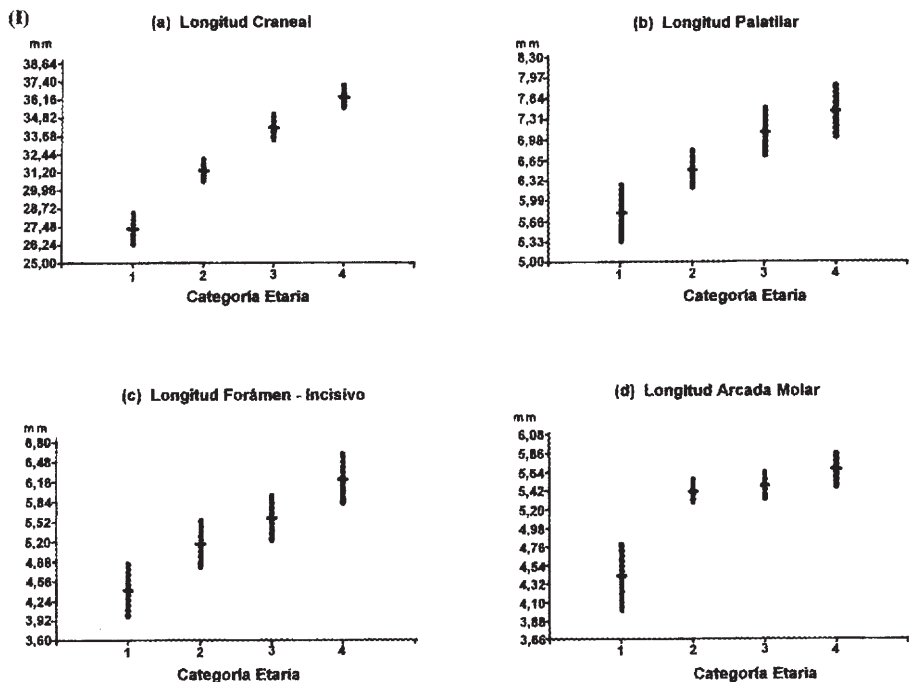 (I)
(a) Longitud Craneal
mm
38,64
37,40
36,16
34,82
33,68
32,44
31,20
29,96
28,72
27,48
26,24
25,00
1 2 3 4
Categoría Etaria
(b) Longitud Palatilar
mm
8,30
7,97
7,64
7,31
6,98
6,65
6,32
5,99
5,66
5,33
5,00
1 2 3 4
Categoría Etaria
(c) Longitud Forámen - Incisivo
mm
6,80
6,48
6,16
5,84
5,52
5,20
4,88
4,56
4,24
3,92
3,60
1 2 3 4
Categoría Etaria
(d) Longitud Arcada Molar
mm
6,08
5,86
5,64
5,42
5,20
4,98
4,76
4,54
4,32
4,10
3,88
3,66
1 2 3 4
Categoría Etaria